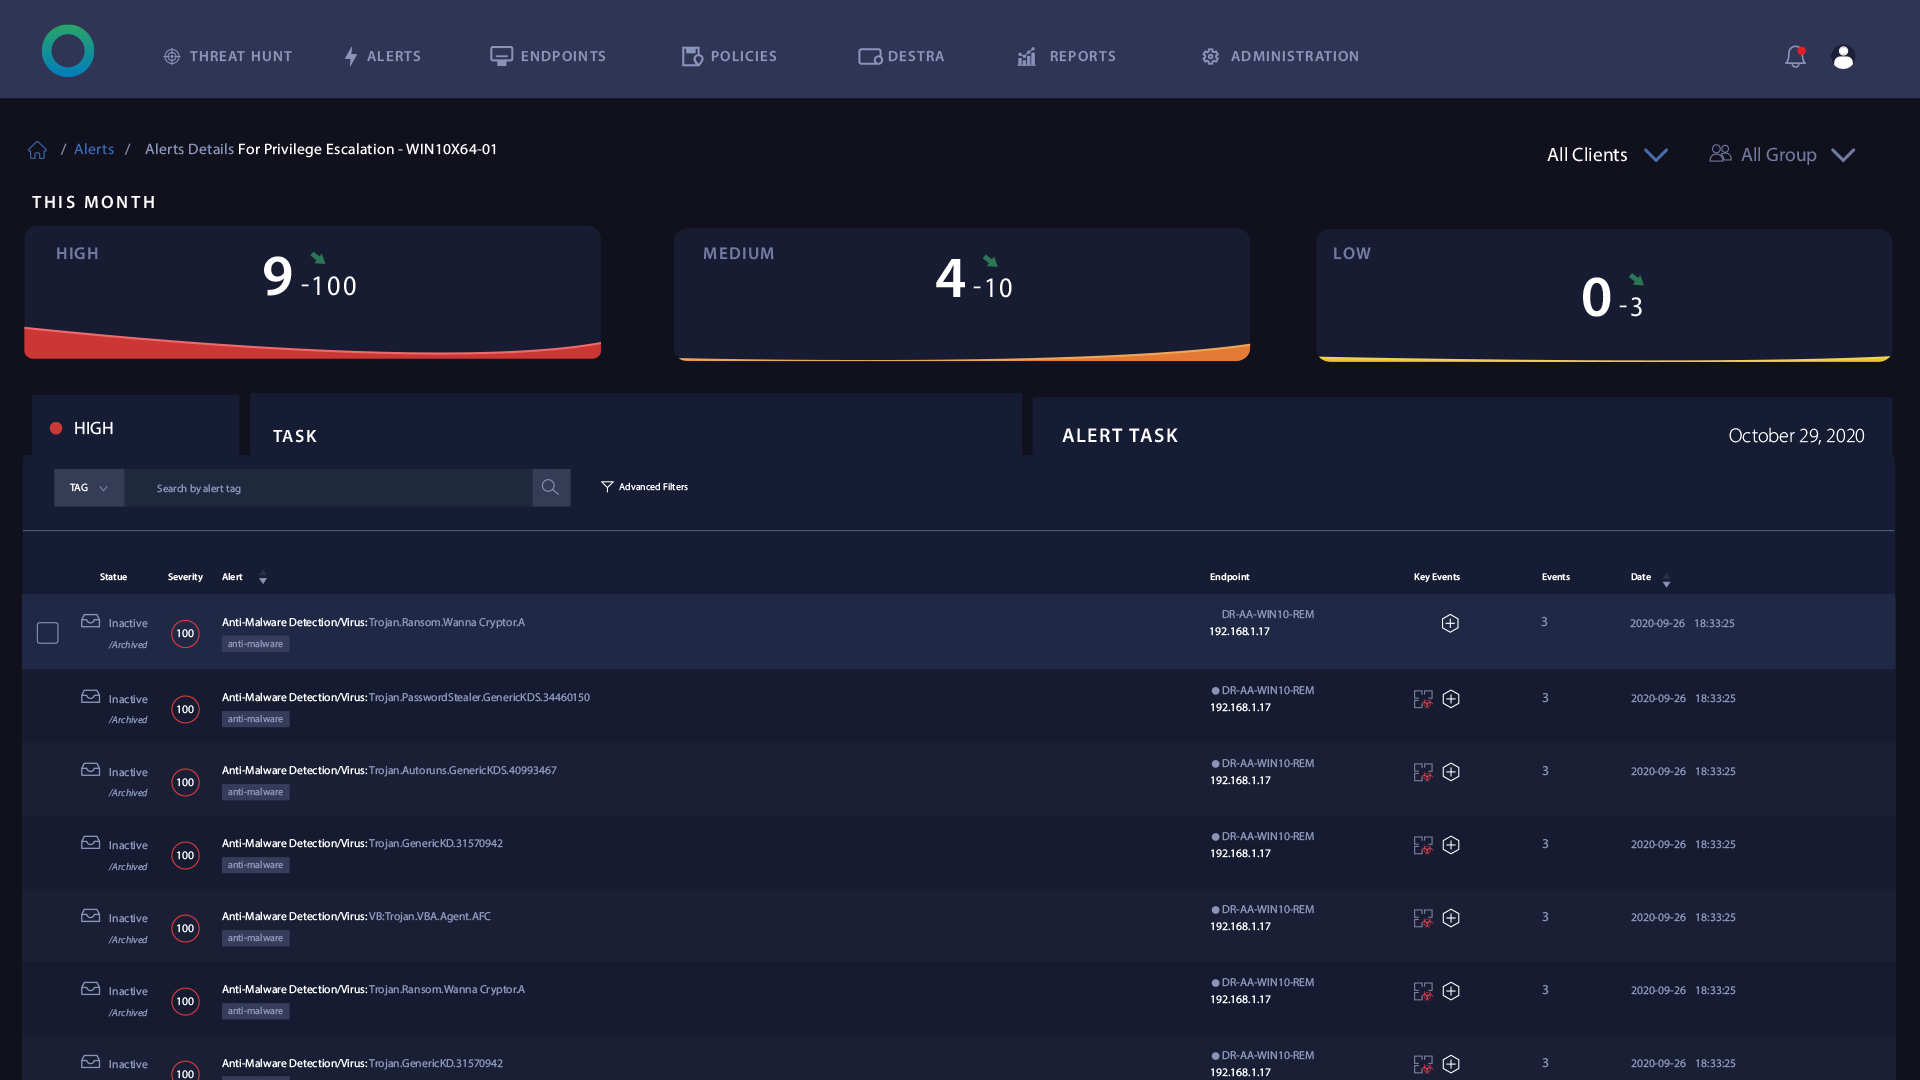 THREAT HUNT ALERTS ENDPOINTS POLICIES DESTRA REPORTS ADMINISTRATION
/ Alerts / Alerts Details For Privilege Escalation - WIN10X64-01
All Clients All Group
THIS MONTH
HIGH
9 -100
MEDIUM
4 -10
LOW
0 -3
HIGH
TASK
ALERT TASK
October 29, 2020
TAG Search by alert tag Advanced Filters
Statue Severity Alert Endpoint Key Events Events Date
Inactive
/Archived
100
Anti-Malware Detection/Virus: Trojan.Ransom.Wanna Cryptor.A
anti-malware
DR-AA-WIN10-REM
192.168.1.17
3
2020-09-26 18:33:25
Inactive
/Archived
100
Anti-Malware Detection/Virus: Trojan.PasswordStealer.GenericKDS.34460150
anti-malware
DR-AA-WIN10-REM
192.168.1.17
3
2020-09-26 18:33:25
Inactive
/Archived
100
Anti-Malware Detection/Virus: Trojan.Autoruns.GenericKDS.40993467
anti-malware
DR-AA-WIN10-REM
192.168.1.17
3
2020-09-26 18:33:25
Inactive
/Archived
100
Anti-Malware Detection/Virus: Trojan.GenericKD.31570942
anti-malware
DR-AA-WIN10-REM
192.168.1.17
3
2020-09-26 18:33:25
Inactive
/Archived
100
Anti-Malware Detection/Virus: VB:Trojan.VBA.Agent.AFC
anti-malware
DR-AA-WIN10-REM
192.168.1.17
3
2020-09-26 18:33:25
Inactive
/Archived
100
Anti-Malware Detection/Virus: Trojan.Ransom.Wanna Cryptor.A
anti-malware
DR-AA-WIN10-REM
192.168.1.17
3
2020-09-26 18:33:25
Inactive
100
Anti-Malware Detection/Virus: Trojan.GenericKD.31570942
DR-AA-WIN10-REM
192.168.1.17
3
2020-09-26 18:33:25